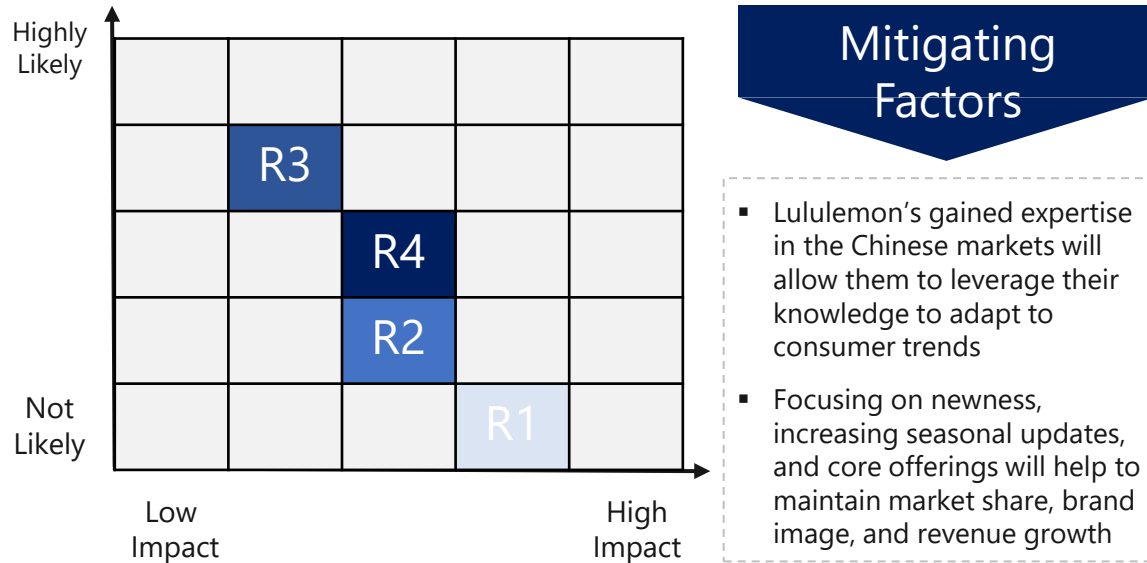 Highly
Likely
R3
R4
R2
R1
Not
Likely
Low
Impact
High
Impact
Mitigating
Factors
▪ Lululemon’s gained expertise
in the Chinese markets will
allow them to leverage their
knowledge to adapt to
consumer trends
▪ Focusing on newness,
increasing seasonal updates,
and core offerings will help to
maintain market share, brand
image, and revenue growth